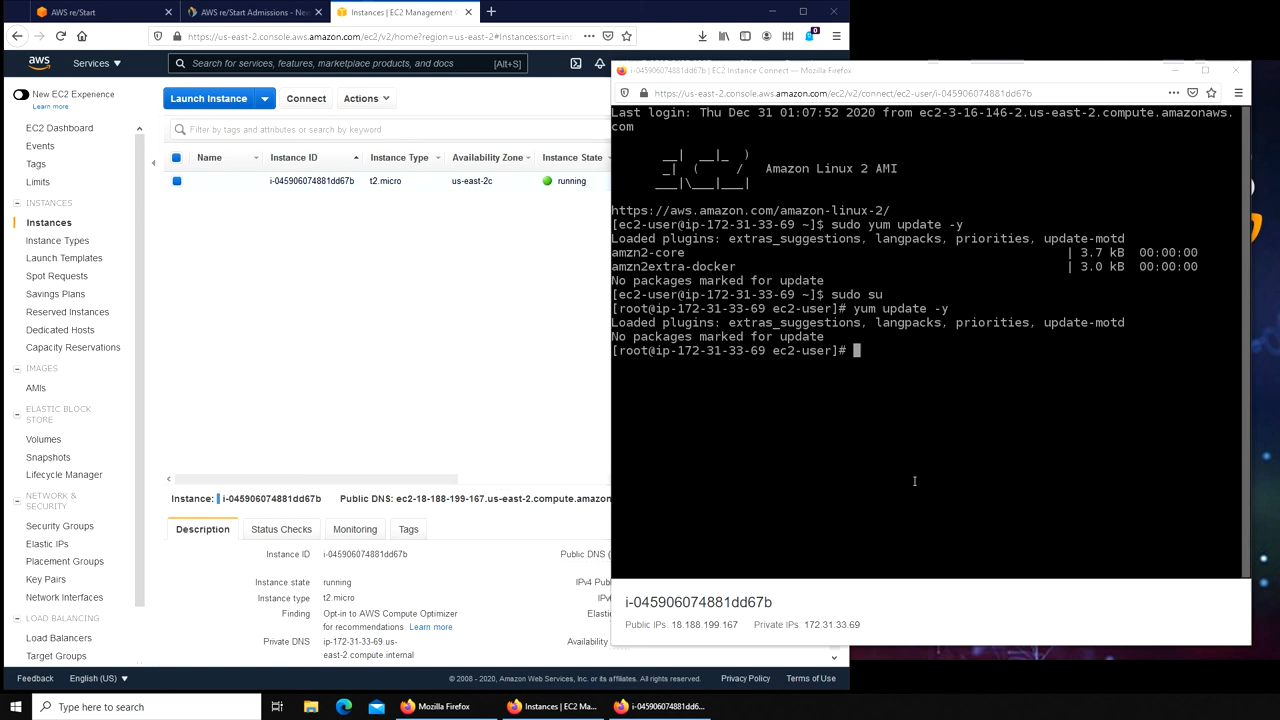 AWS re/Start
AWS re/Start Admissions - Ne
Instances | EC2 Management
https://us-east-2.console.aws.amazon.com/ec2/v2/home?region=us-east-2#Instances:sort=ins
0
aws
Services
Search for services, features, marketplace products, and docs
[Alt+S]
New EC2 Experience
Learn more
EC2 Dashboard
Events
Tags
Limits
INSTANCES
Instances
Instance Types
Launch Templates
Spot Requests
Savings Plans
Reserved Instances
Dedicated Hosts
Capacity Reservations
IMAGES
AMIs
ELASTIC BLOCK
STORE
Volumes
Snapshots
Lifecycle Manager
NETWORK &
SECURITY
Security Groups
Elastic IPs
Placement Groups
Key Pairs
Network Interfaces
LOAD BALANCING
Load Balancers
Target Groups
Launch Instance
Connect
Actions
Filter by tags and attributes or search by keyword
Name Instance ID Instance Type Availability Zone Instance State
i-045906074881dd67b t2.micro us-east-2c running
Instance: i-045906074881dd67b Public DNS: ec2-18-188-199-167.us-east-2.compute.amazon
Description Status Checks Monitoring Tags
Instance ID i-045906074881dd67b Public DNS (
Instance state running IPv4 Pub
Instance type t2.micro IPv6
Finding Opt-in to AWS Compute Optimizer Elastic
for recommendations. Learn more
Private DNS ip-172-31-33-69.us- Availability
east-2.compute.internal
Feedback English (US) © 2008 - 2020, Amazon Web Services, Inc. or its affiliates. All rights reserved. Privacy Policy Terms of Use
i-045906074881dd67b | EC2 Instance Connect — Mozilla Firefox
https://us-east-2.console.aws.amazon.com/ec2/v2/connect/ec2-user/i-045906074881dd67b
Last login: Thu Dec 31 01:07:52 2020 from ec2-3-16-146-2.us-east-2.compute.amazonaws.
com
__| __|_ )
_| ( / Amazon Linux 2 AMI
___|\___|___|
https://aws.amazon.com/amazon-linux-2/
[ec2-user@ip-172-31-33-69 ~]$ sudo yum update -y
Loaded plugins: extras_suggestions, langpacks, priorities, update-motd
amzn2-core | 3.7 kB 00:00:00
amzn2extra-docker | 3.0 kB 00:00:00
No packages marked for update
[ec2-user@ip-172-31-33-69 ~]$ sudo su
[root@ip-172-31-33-69 ec2-user]# yum update -y
Loaded plugins: extras_suggestions, langpacks, priorities, update-motd
No packages marked for update
[root@ip-172-31-33-69 ec2-user]#
i-045906074881dd67b
Public IPs: 18.188.199.167 Private IPs: 172.31.33.69
Type here to search
Mozilla Firefox
Instances | EC2 Ma...
i-045906074881dd6...